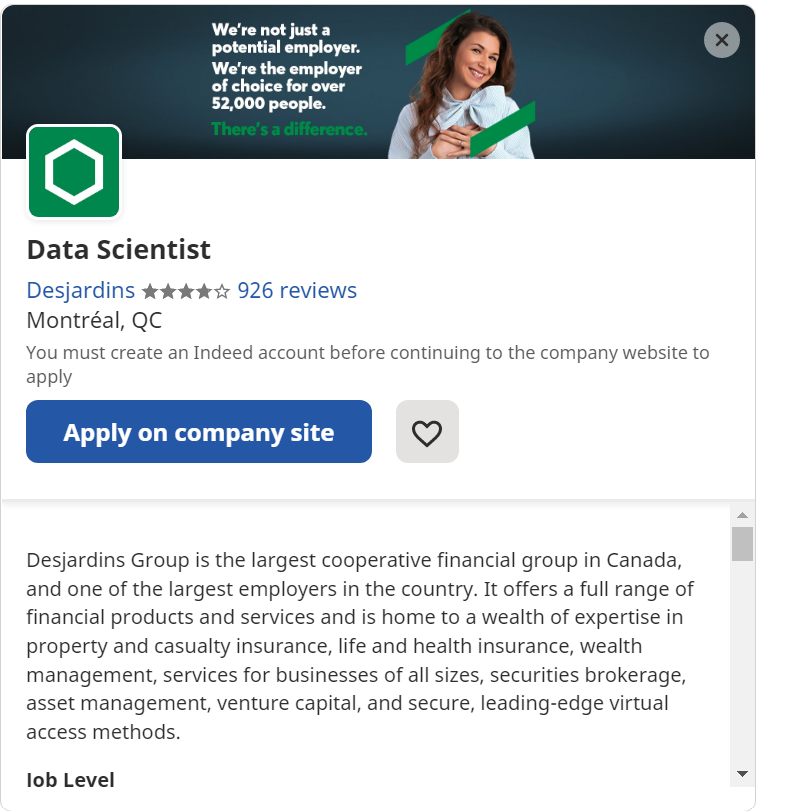 We're not just a
potential employer.
We're the employer
of choice for over
52,000 people.
There's a difference.
Data Scientist
Desjardins 926 reviews
Montréal, QC
You must create an Indeed account before continuing to the company website to
apply
Apply on company site
Desjardins Group is the largest cooperative financial group in Canada,
and one of the largest employers in the country. It offers a full range of
financial products and services and is home to a wealth of expertise in
property and casualty insurance, life and health insurance, wealth
management, services for businesses of all sizes, securities brokerage,
asset management, venture capital, and secure, leading-edge virtual
access methods.
Job Level